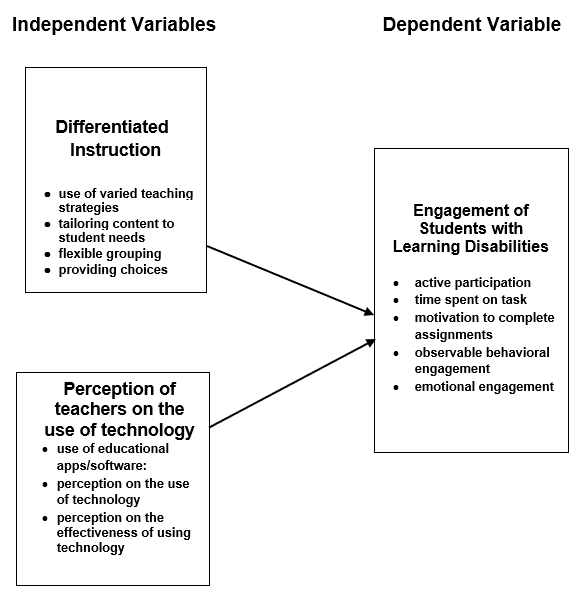 Independent Variables
Dependent Variable
Differentiated
Instruction
• use of varied teaching
strategies
• tailoring content to
student needs
• flexible grouping
• providing choices
Engagement of
Students with
Learning Disabilities
• active participation
• time spent on task
• motivation to complete
assignments
• observable behavioral
engagement
• emotional engagement
Perception of
teachers on the
use of technology
• use of educational
apps/software:
• perception on the use
of technology
• perception on the
effectiveness of using
technology